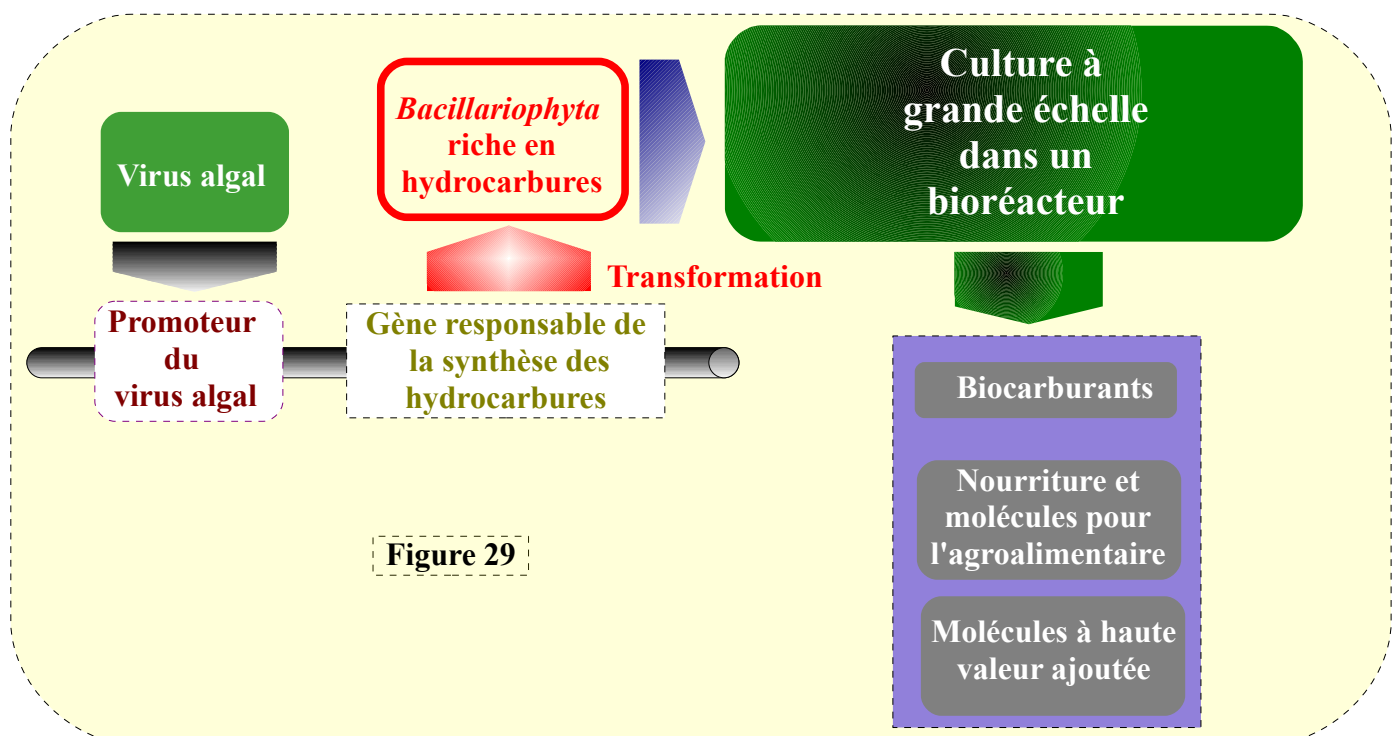 Virus algal
Promoteur
du
virus algal
Bacillariophyta
riche en
hydrocarbures
Transformation
Gène responsable de
la synthèse des
hydrocarbures
Culture à
grande échelle
dans un
bioréacteur
Biocarburants
Nourriture et
molécules pour
l'agroalimentaire
Molécules à haute
valeur ajoutée
Figure 29